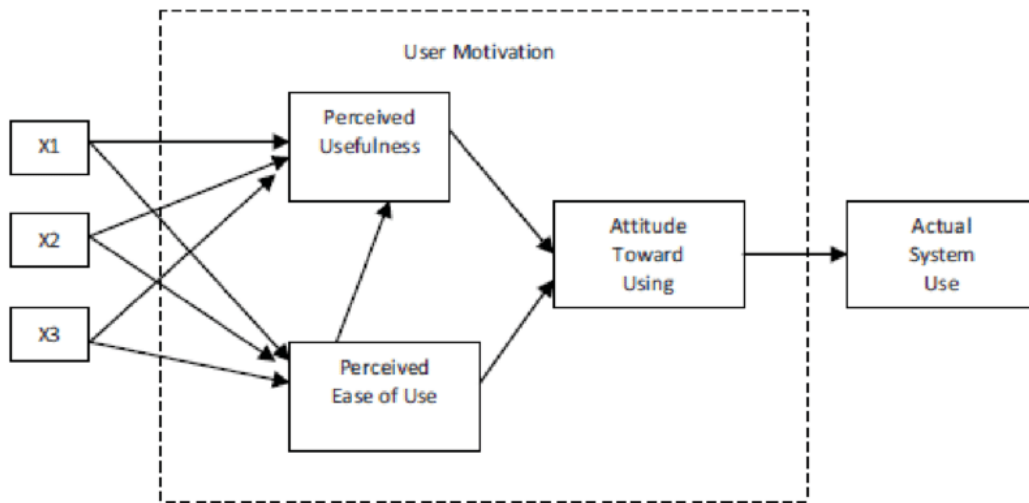 User Motivation
X1
X2
X3
Perceived
Usefulness
Perceived
Ease of Use
Attitude
Toward
Using
Actual
System
Use